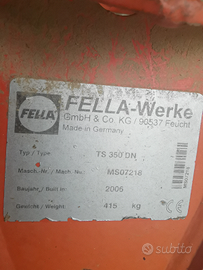 FELLA
FELLA-Werke
GmbH & Co. KG / 90537 Feucht
Made in Germany
Typ / Type TS 350 DN
Masch.-Nr. / Mach. No. MS07218
Baujahr / Built in 2005
Gewicht / Weight 415 kg
subito